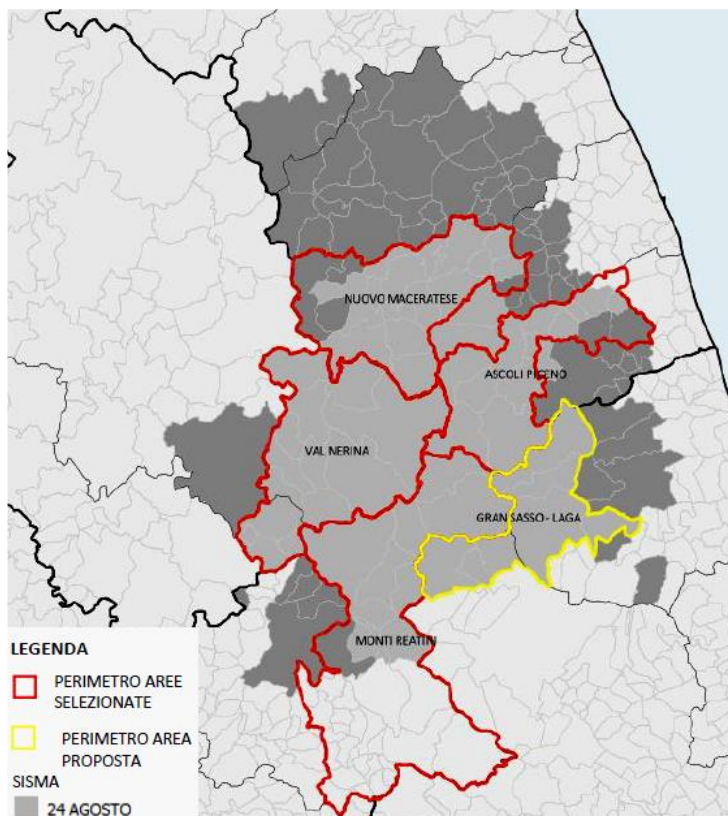 NUOVO MACERATESE
ASCOLI PICENO
VAL NERINA
GRAN SASSO - LAGA
MONTI REATINI
LEGENDA
PERIMETRO AREE
SELEZIONATE
PERIMETRO AREA
PROPOSTA
SISMA
24 AGOSTO